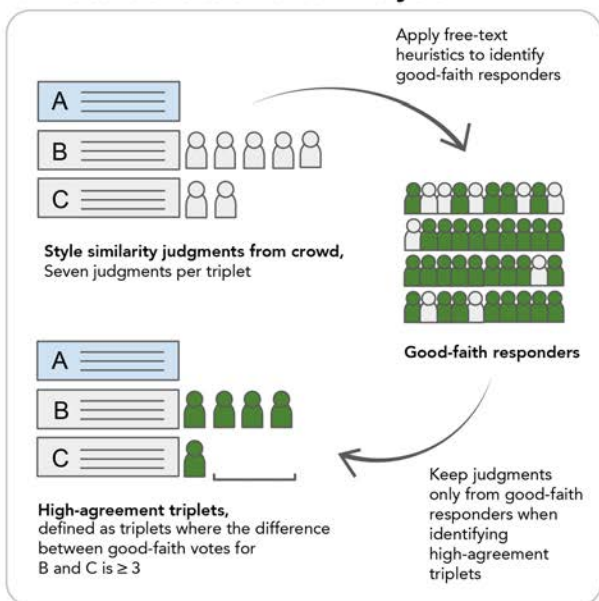 Apply free-text
heuristics to identify
good-faith responders
A
B
C
Style similarity judgments from crowd,
Seven judgments per triplet
Good-faith responders
A
B
C
High-agreement triplets,
defined as triplets where the difference
between good-faith votes for
B and C is ≥ 3
Keep judgments
only from good-faith
responders when
identifying
high-agreement
triplets